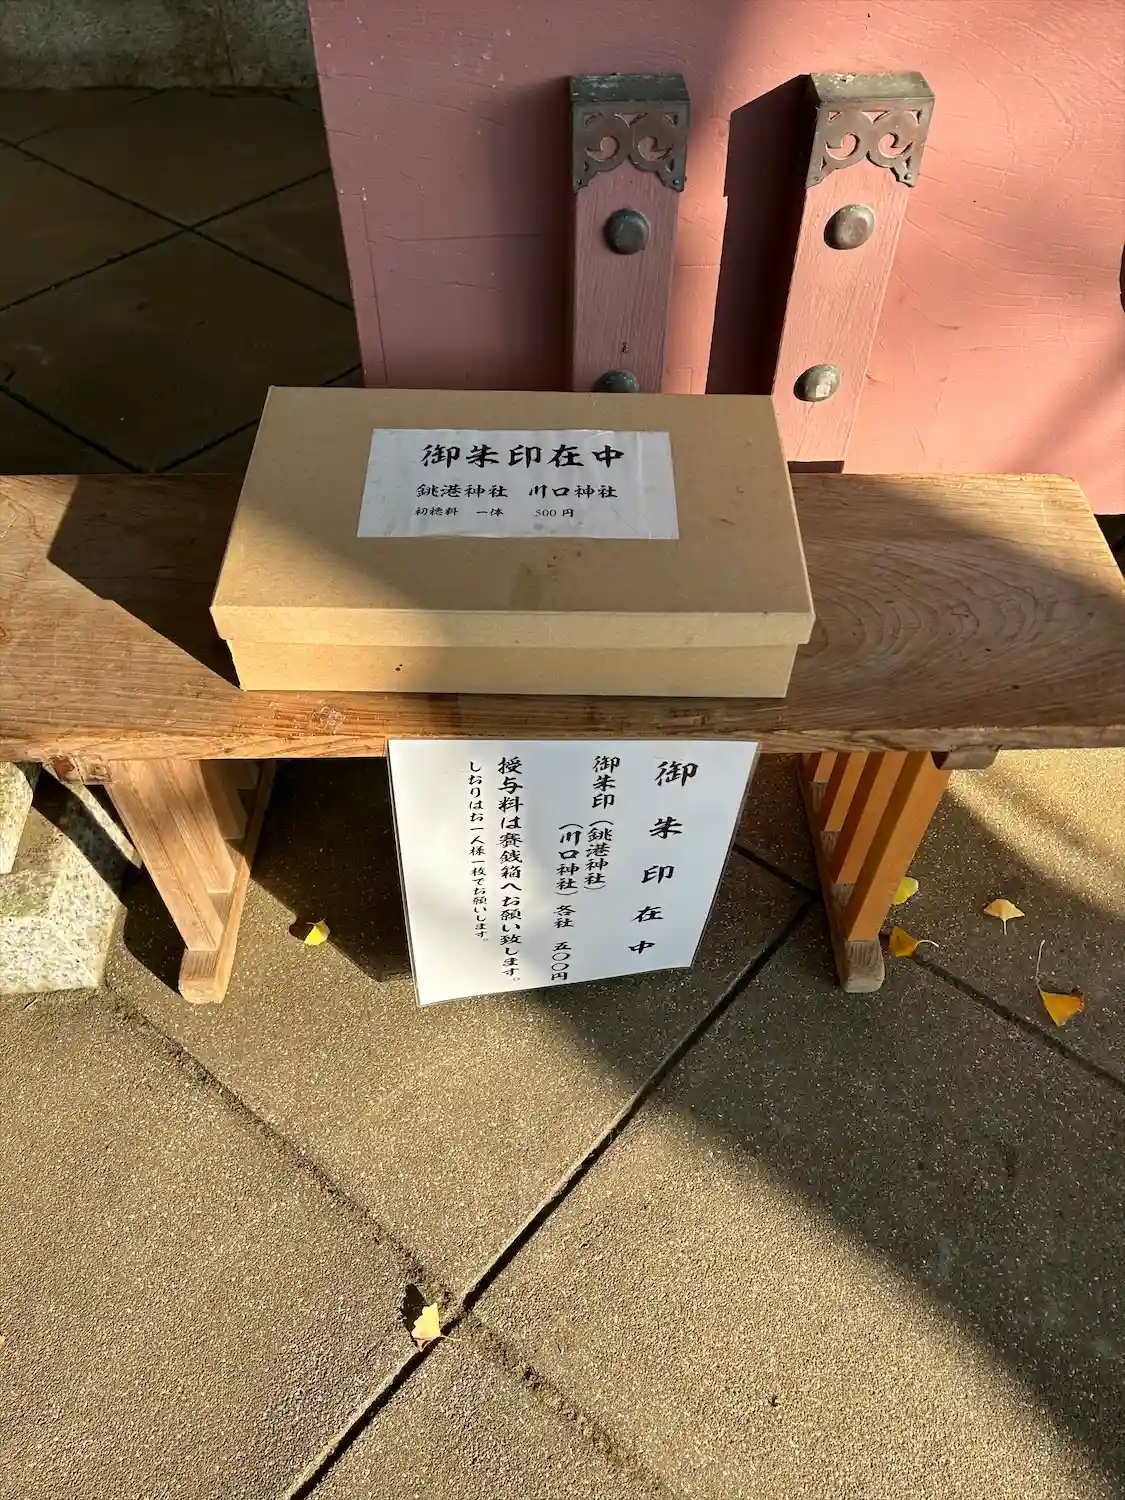 御朱印在中
銚港神社　川口神社
初穂料　一体　500円
御朱印在中
御朱印（銚港神社）
（川口神社）各社　五〇〇円
授与料は賽銭箱へお願い致します。
しおりはお一人様一枚でお願いします。